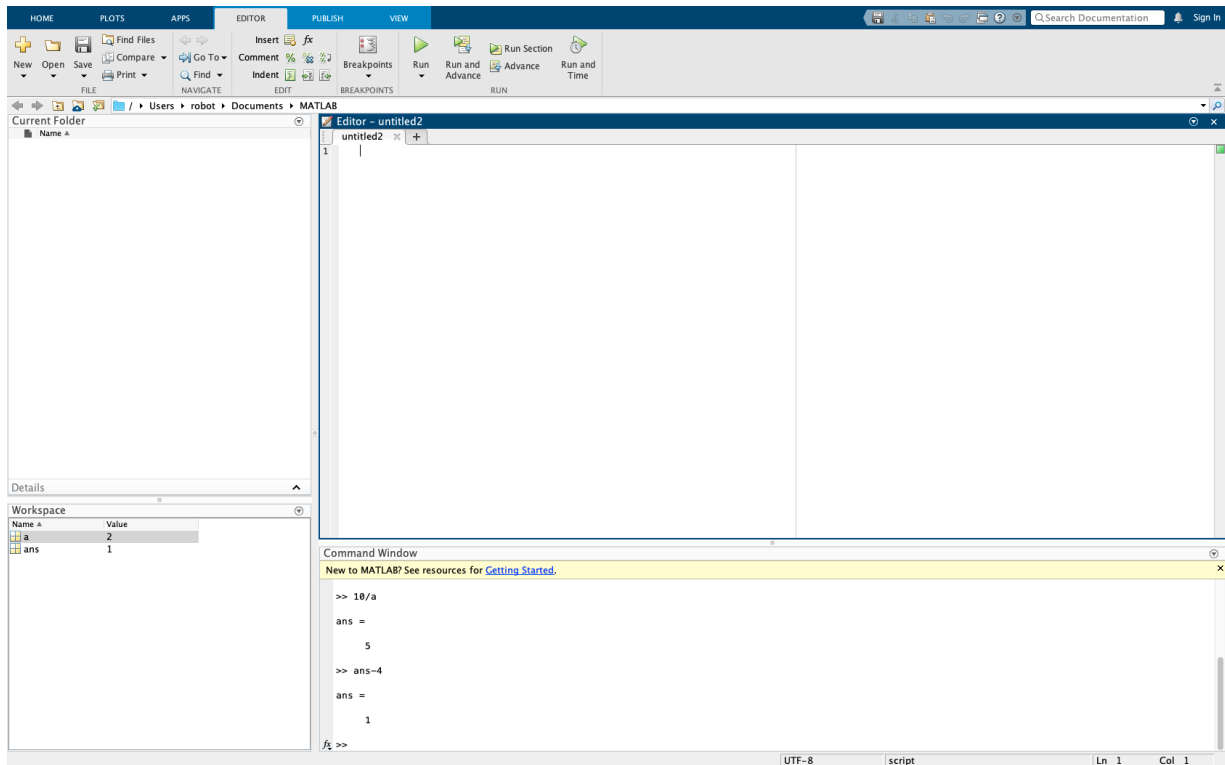 HOME PLOTS APPS EDITOR PUBLISH VIEW Search Documentation Sign In
New Open Save Find Files Compare Print
Go To Find
Insert fx
Comment %
Indent
Breakpoints
Run Run and Advance Run Section Advance Run and Time
FILE NAVIGATE EDIT BREAKPOINTS RUN
/ Users robot Documents MATLAB
Current Folder
Name
Details
Workspace
Name Value
a 2
ans 1
Editor – untitled2
untitled2 +
1
Command Window
New to MATLAB? See resources for Getting Started.
>> 10/a
ans =
5
>> ans-4
ans =
1
fx >>
UTF-8 script Ln 1 Col 1